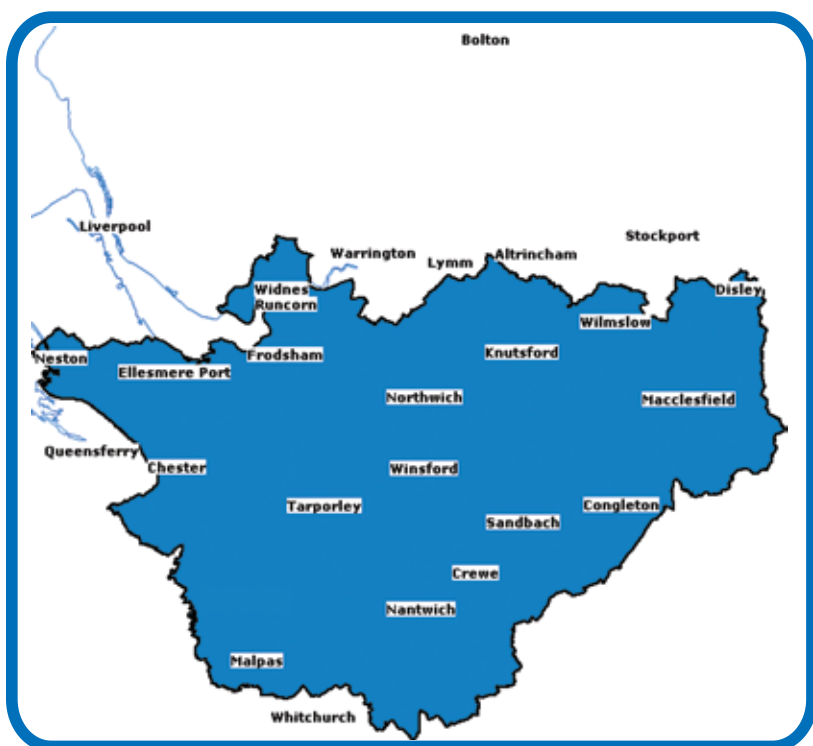 Bolton
Liverpool
Stockport
Warrington
Lymm
Altrincham
Widnes
Runcorn
Disley
Wilmslow
Neston
Ellesmere Port
Frodsham
Knutsford
Northwich
Macclesfield
Queensferry
Chester
Winsford
Tarporley
Sandbach
Congleton
Crewe
Nantwich
Malpas
Whitchurch